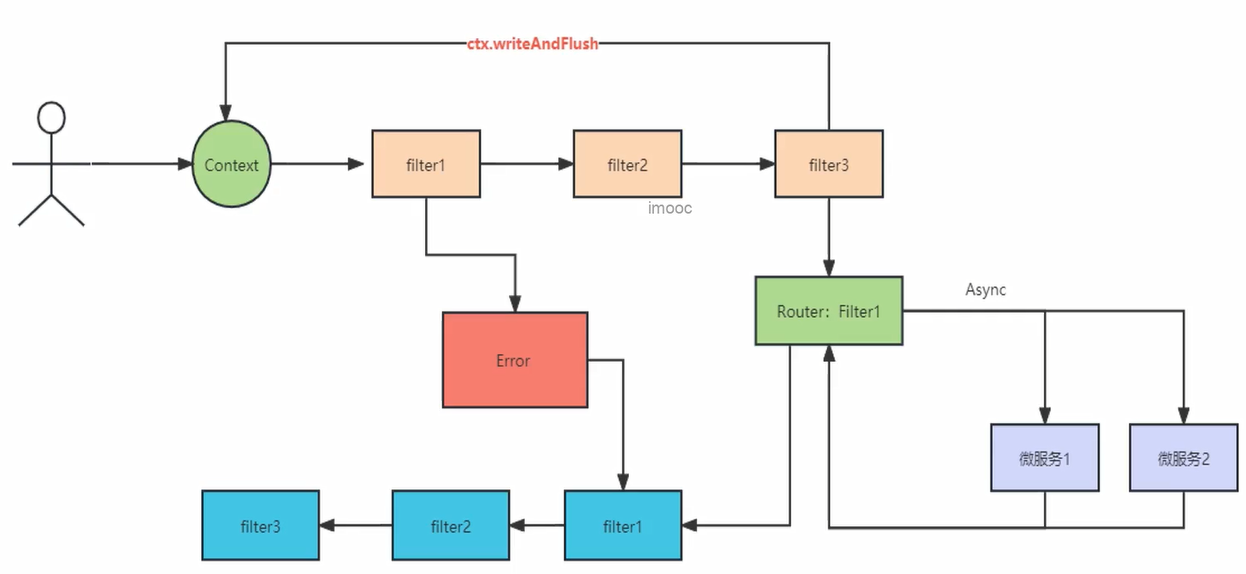 ctx.writeAndFlush
Context
filter1
filter2
filter3
imooc
Async
Router：Filter1
Error
微服务1
微服务2
filter3
filter2
filter1